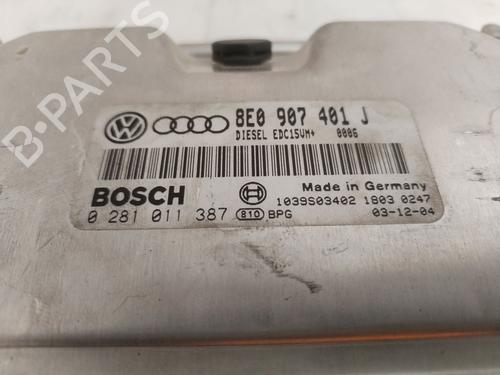 8E0 907 401 J
DIESEL EDC15VM+ 0006
BOSCH
Made in Germany
0 281 011 387 810 BPG
1039S03402 1803 0247
03-12-04